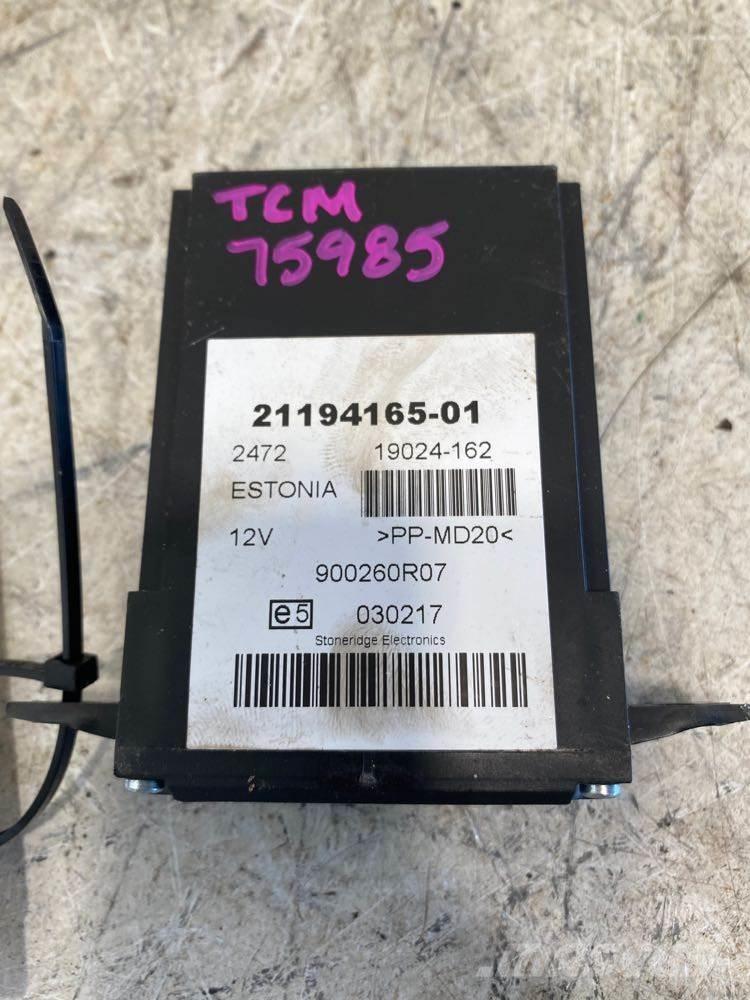 TCM
75985
21194165-01
2472 19024-162
ESTONIA
12V >PP-MD20<
900260R07
e5 030217
Stoneridge Electronics